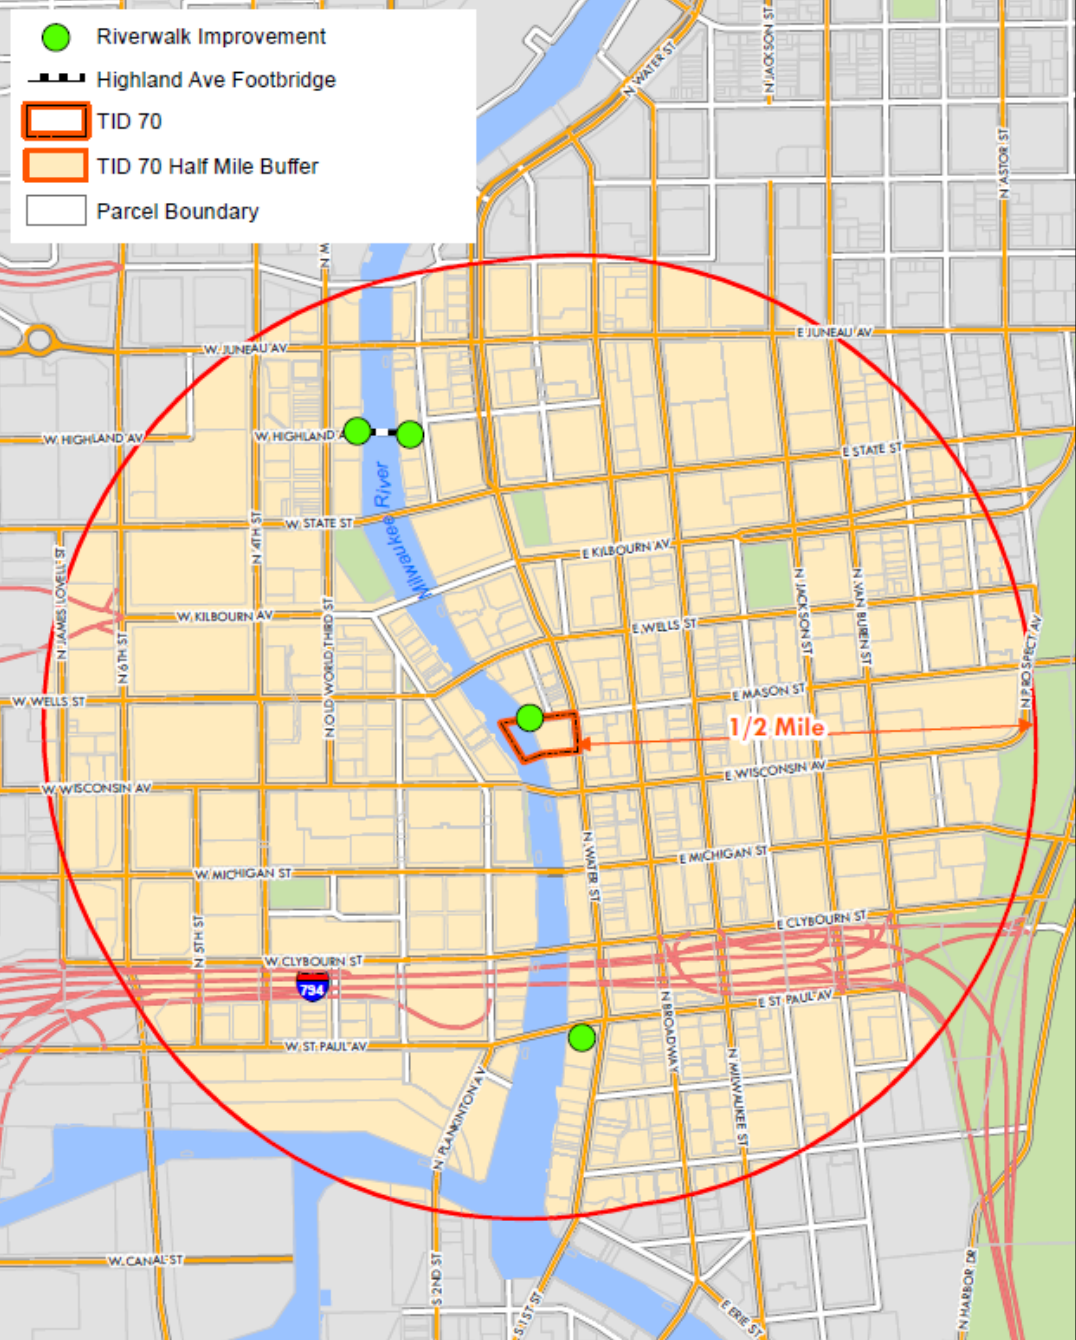 Riverwalk Improvement
Highland Ave Footbridge
TID 70
TID 70 Half Mile Buffer
Parcel Boundary
N WATER ST
N JACKSON ST
N ASTOR ST
N M
W JUNEAU AV
E JUNEAU AV
W HIGHLAND AV
W HIGHLAND A
E STATE ST
W STATE ST
N 4TH ST
Milwaukee River
E KILBOURN AV
N JAMES LOVELL ST
N 6TH ST
W KILBOURN AV
N OLD WORLD THIRD ST
E WELLS ST
N JACKSON ST
N VAN BUREN ST
N PROSPECT AV
W WELLS ST
E MASON ST
1/2 Mile
E WISCONSIN AV
W WISCONSIN AV
N WATER ST
E MICHIGAN ST
W MICHIGAN ST
E CLYBOURN ST
N 5TH ST
W CLYBOURN ST
794
E ST PAUL AV
N BROADWAY
W ST PAUL AV
N MILWAUKEE ST
N PLANKINTON AV
W CANAL ST
S 2ND ST
S 1ST ST
E ERIE ST
N HARBOR DR